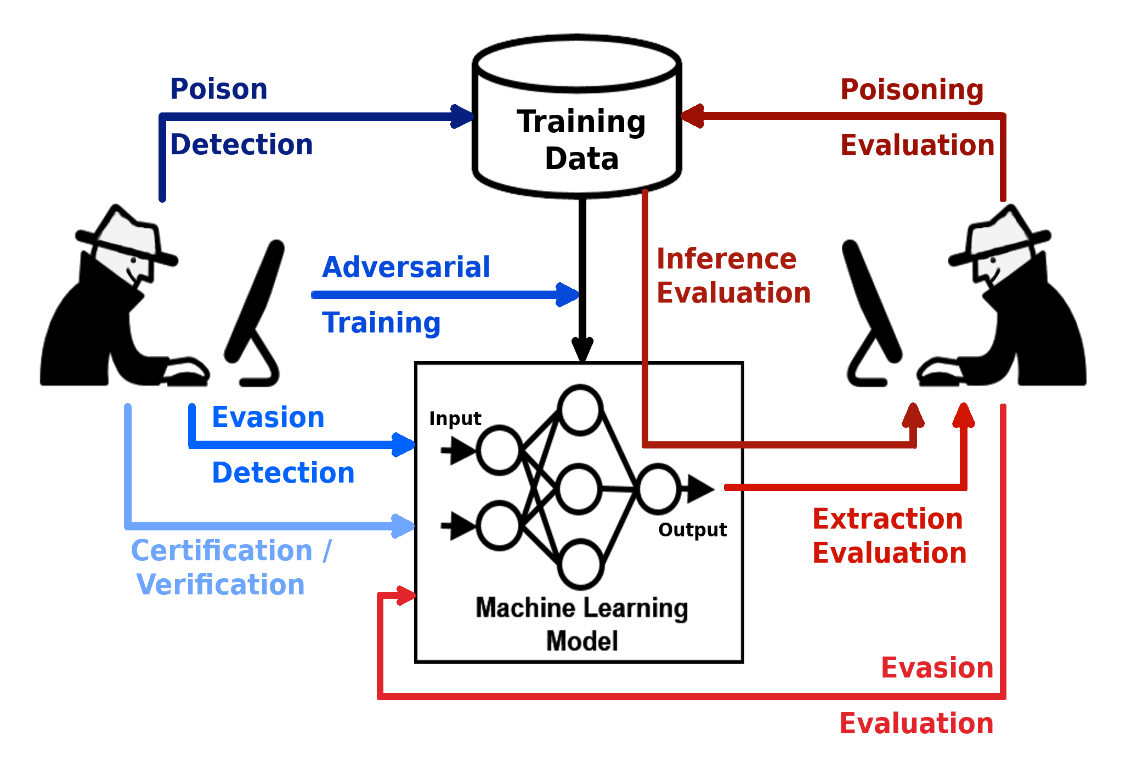 Poison
Detection
Training
Data
Poisoning
Evaluation
Adversarial
Training
Inference
Evaluation
Evasion
Detection
Input
Output
Certification /
Verification
Machine Learning
Model
Extraction
Evaluation
Evasion
Evaluation